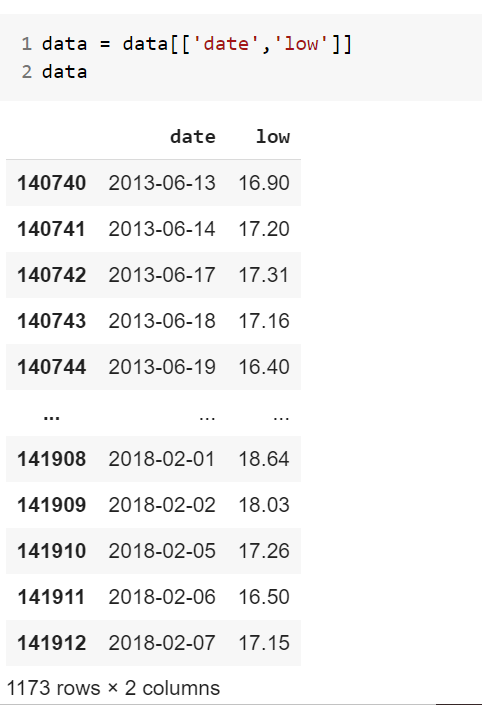 1 data = data[['date','low']]
2 data
date low
140740 2013-06-13 16.90
140741 2013-06-14 17.20
140742 2013-06-17 17.31
140743 2013-06-18 17.16
140744 2013-06-19 16.40
... ... ...
141908 2018-02-01 18.64
141909 2018-02-02 18.03
141910 2018-02-05 17.26
141911 2018-02-06 16.50
141912 2018-02-07 17.15
1173 rows × 2 columns